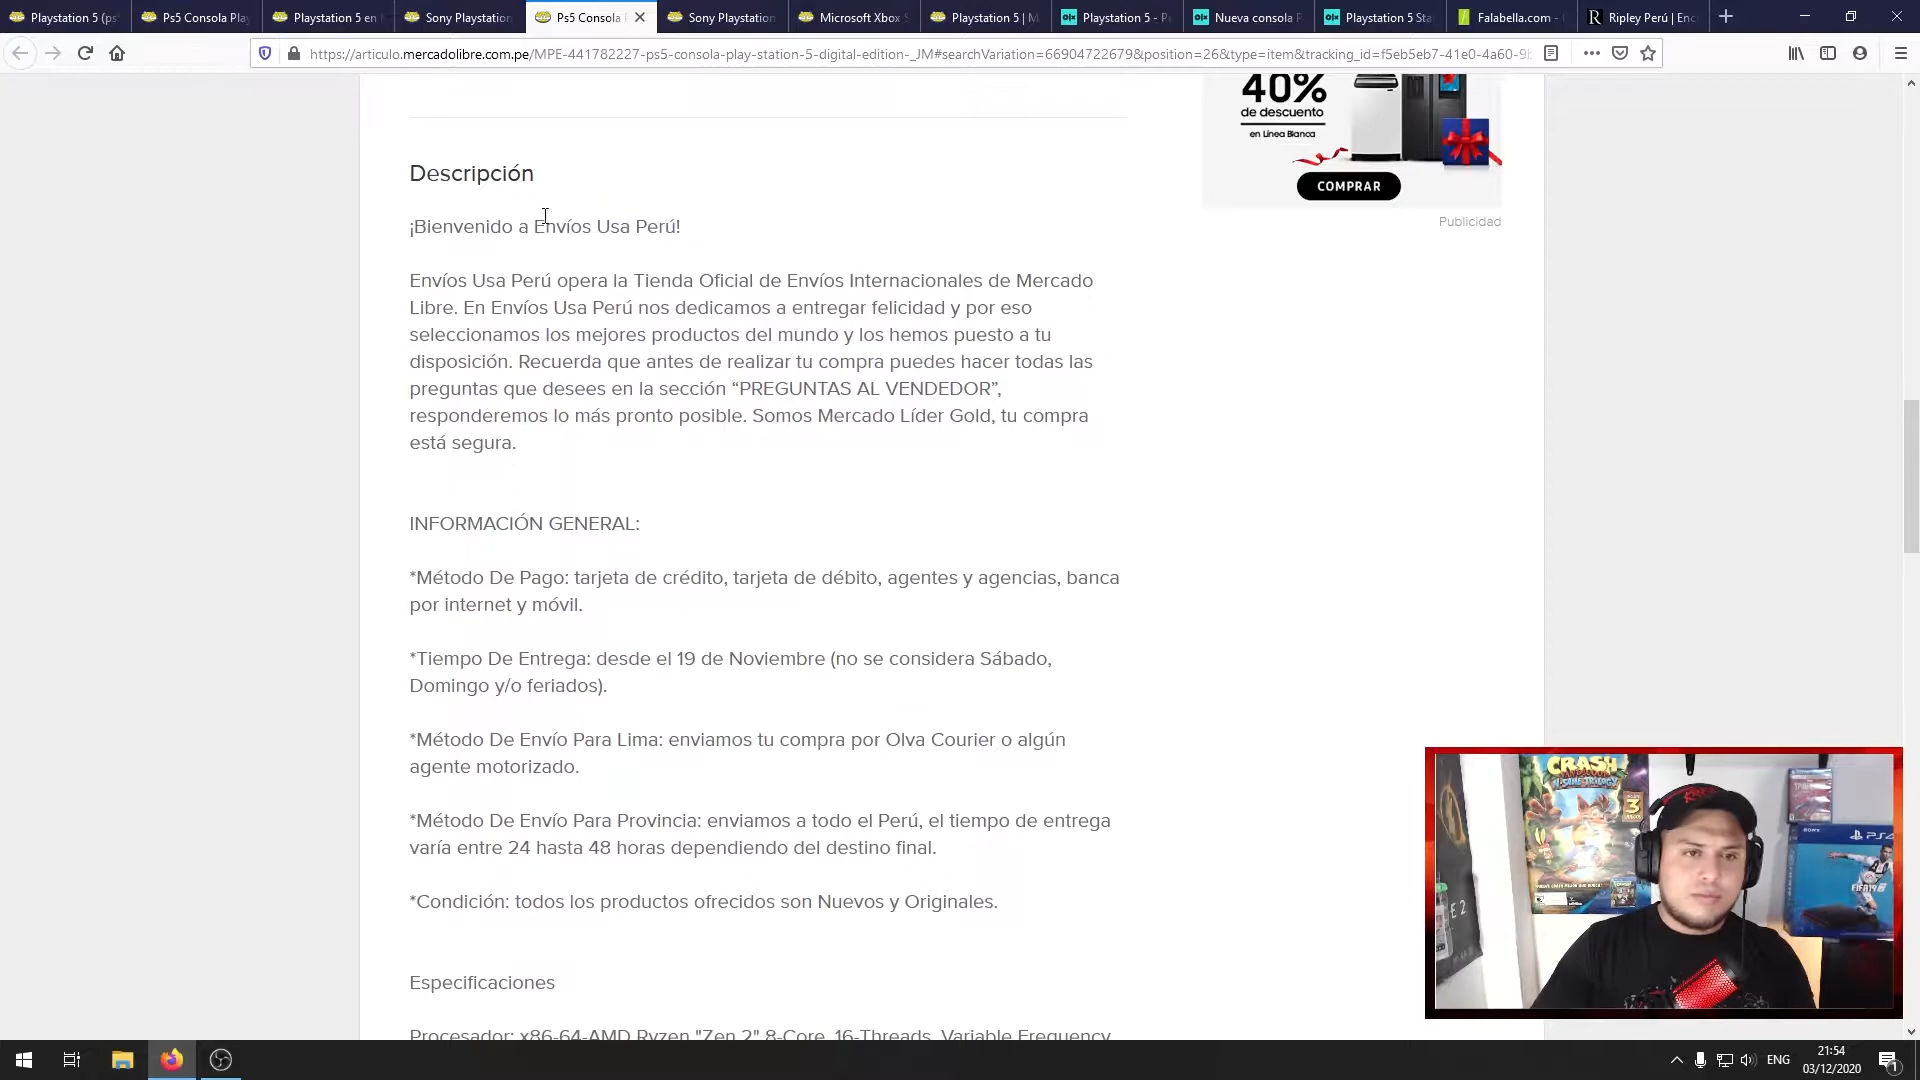 Playstation 5 (ps
Ps5 Consola Play
Playstation 5 en
Sony Playstation
Ps5 Consola
Sony Playstation
Microsoft Xbox S
Playstation 5 | M
Playstation 5 - P
Nueva consola
Playstation 5 Sta
Falabella.com -
Ripley Perú | Enc
https://articulo.mercadolibre.com.pe/MPE-441782227-ps5-consola-play-station-5-digital-edition-_JM#searchVariation=66904722679&position=26&type=item&tracking_id=f5eb5eb7-41e0-4a60-9
40%
de descuento
en Línea Blanca
COMPRAR
Publicidad
Descripción
¡Bienvenido a Envíos Usa Perú!
Envíos Usa Perú opera la Tienda Oficial de Envíos Internacionales de Mercado
Libre. En Envíos Usa Perú nos dedicamos a entregar felicidad y por eso
seleccionamos los mejores productos del mundo y los hemos puesto a tu
disposición. Recuerda que antes de realizar tu compra puedes hacer todas las
preguntas que desees en la sección “PREGUNTAS AL VENDEDOR”,
responderemos lo más pronto posible. Somos Mercado Líder Gold, tu compra
está segura.
INFORMACIÓN GENERAL:
*Método De Pago: tarjeta de crédito, tarjeta de débito, agentes y agencias, banca
por internet y móvil.
*Tiempo De Entrega: desde el 19 de Noviembre (no se considera Sábado,
Domingo y/o feriados).
*Método De Envío Para Lima: enviamos tu compra por Olva Courier o algún
agente motorizado.
*Método De Envío Para Provincia: enviamos a todo el Perú, el tiempo de entrega
varía entre 24 hasta 48 horas dependiendo del destino final.
*Condición: todos los productos ofrecidos son Nuevos y Originales.
Especificaciones
Procesador: x86-64-AMD Ryzen "Zen 2" 8-Core, 16-Threads, Variable Frequency
CRASH
N. SANE TRILOGY
3
SONY
PS4
FIFA19
E 2
ENG
21:54
03/12/2020
1